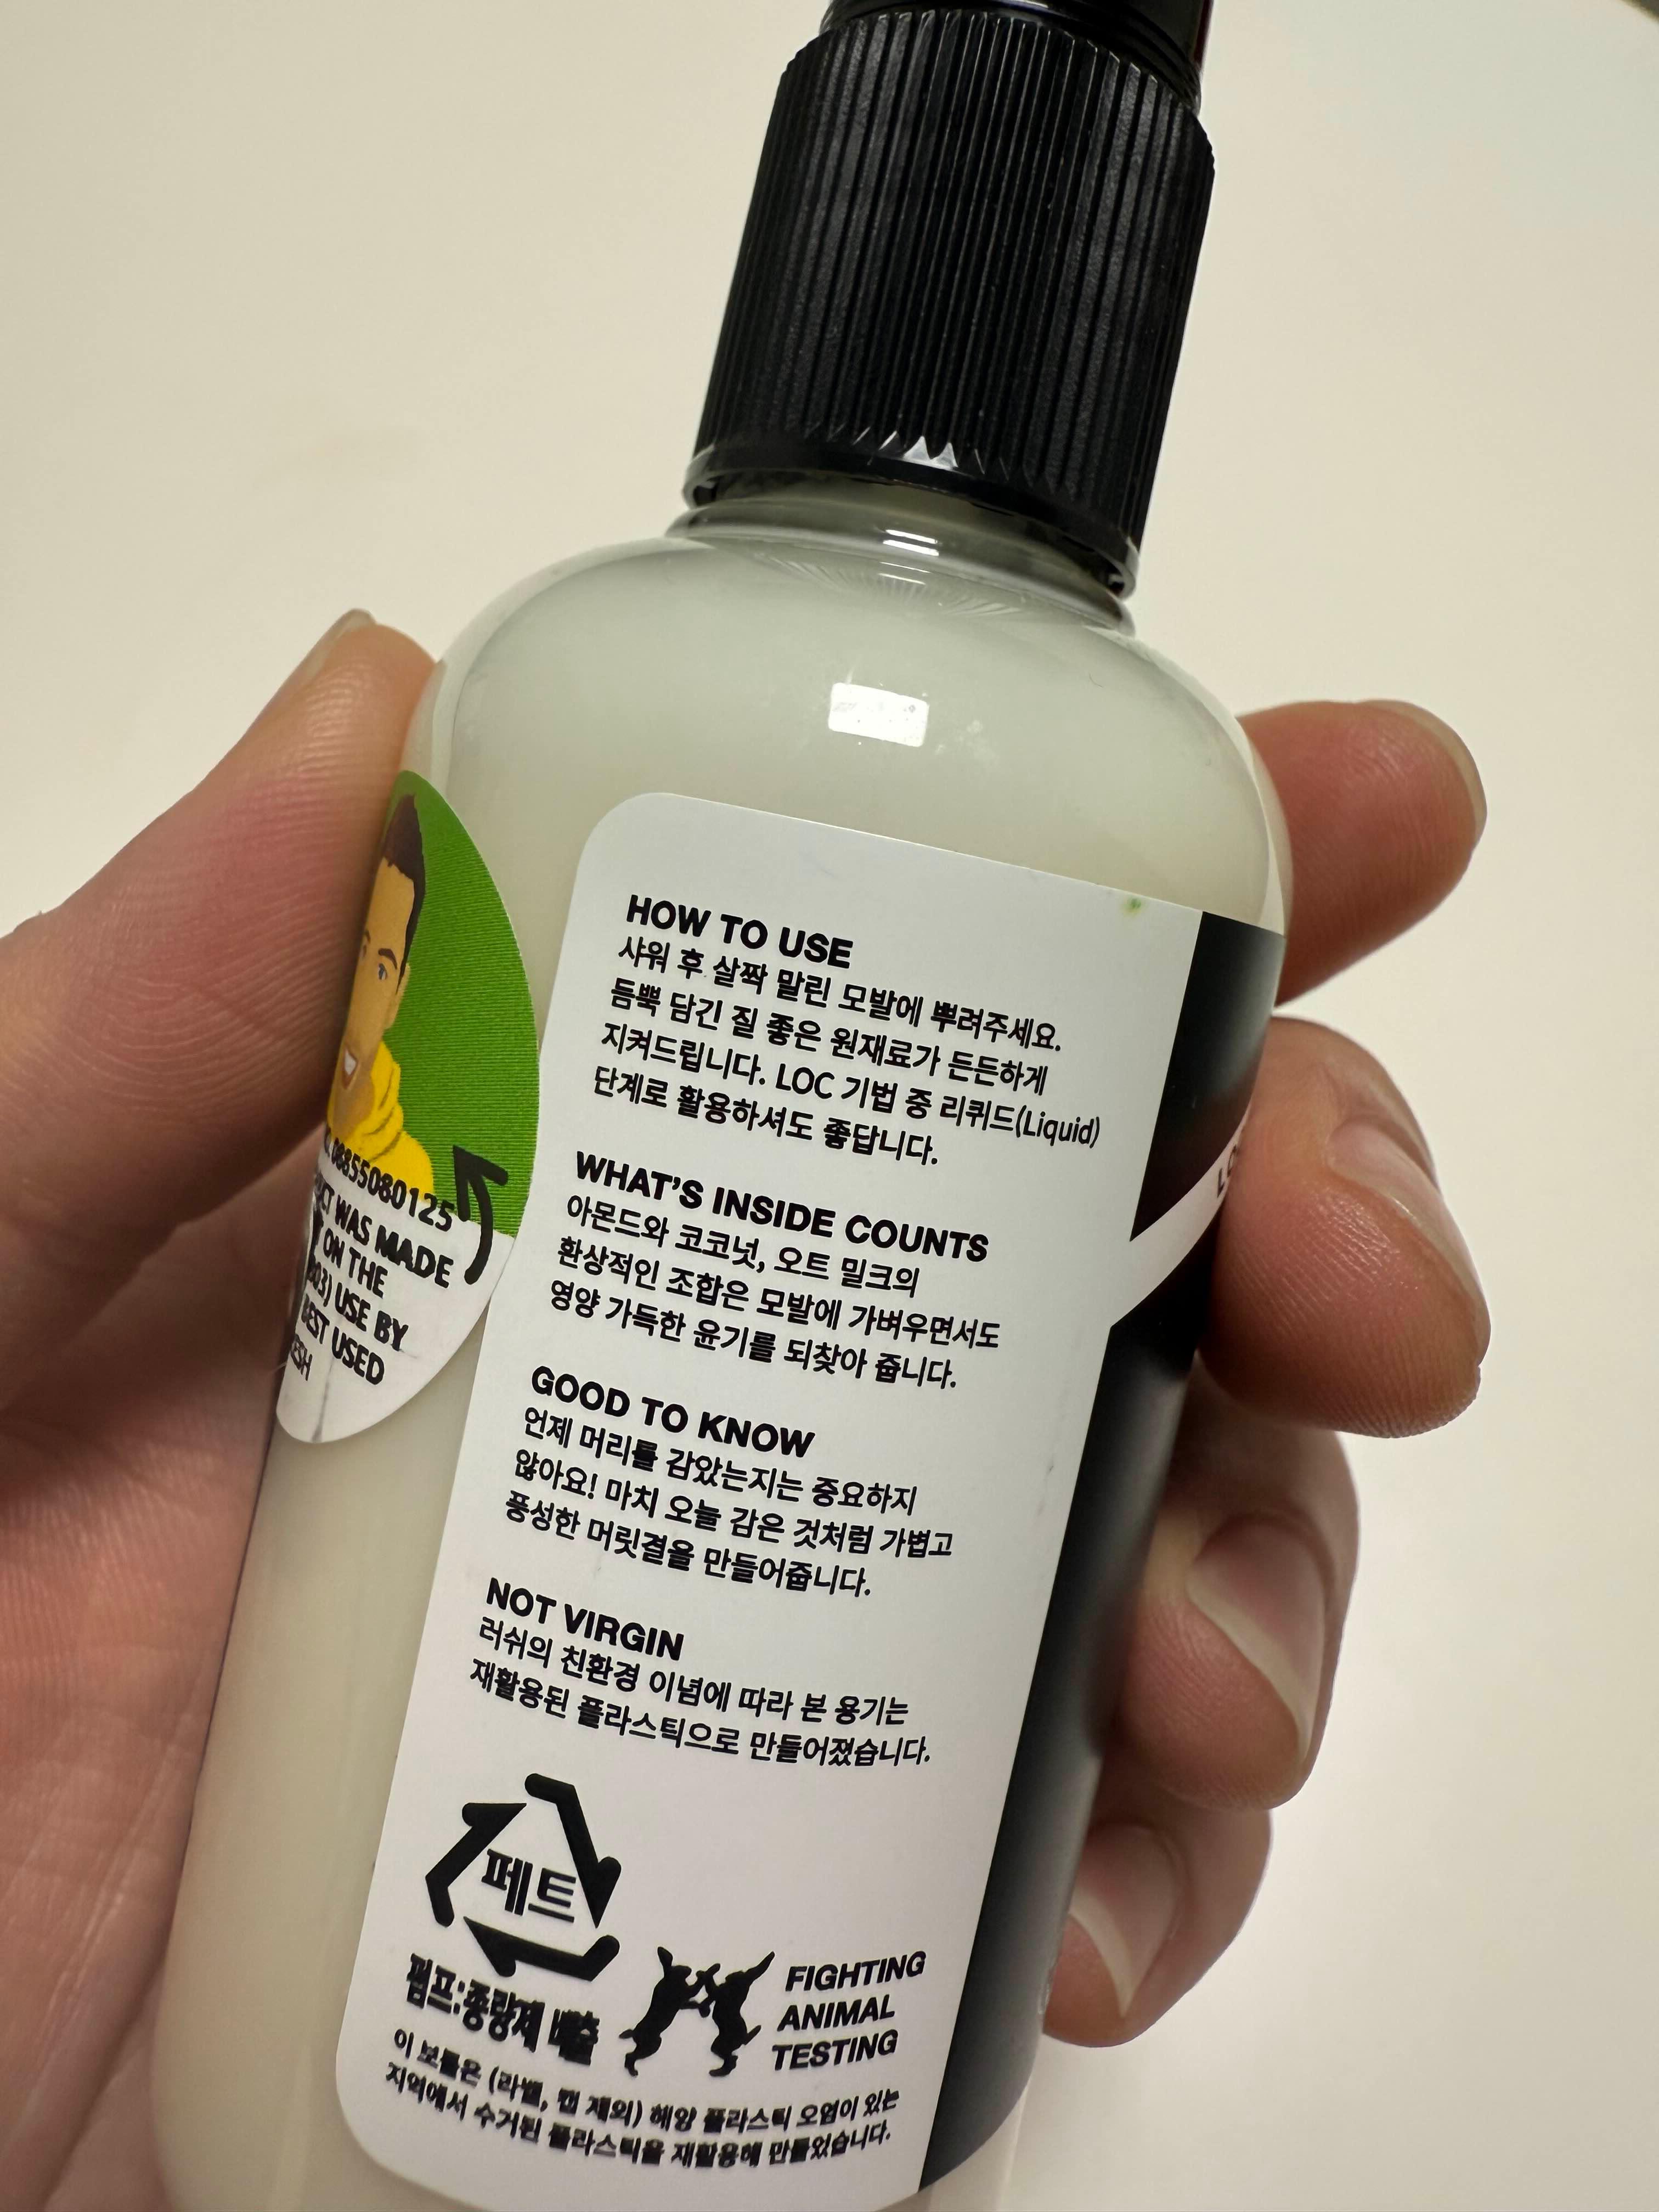 HOW TO USE
샤워 후 살짝 말린 모발에 뿌려주세요.
듬뿍 담긴 질 좋은 원재료가 든든하게
지켜드립니다. LOC 기법 중 리퀴드(Liquid)
단계로 활용하셔도 좋답니다.
WHAT'S INSIDE COUNTS
아몬드와 코코넛, 오트 밀크의
환상적인 조합은 모발에 가벼우면서도
영양 가득한 윤기를 되찾아 줍니다.
GOOD TO KNOW
언제 머리를 감았는지는 중요하지
않아요! 마치 오늘 감은 것처럼 가볍고
풍성한 머릿결을 만들어줍니다.
NOT VIRGIN
러쉬의 친환경 이념에 따라 본 용기는
재활용된 플라스틱으로 만들어졌습니다.
페트
펌프:종량제 배출
FIGHTING
ANIMAL
TESTING
이 보틀은 (라벨, 캡 제외) 해양 플라스틱 오염이 있는
지역에서 수거된 플라스틱을 재활용해 만들었습니다.
08855080125
WAS MADE
ON THE
USE BY
BEST USED